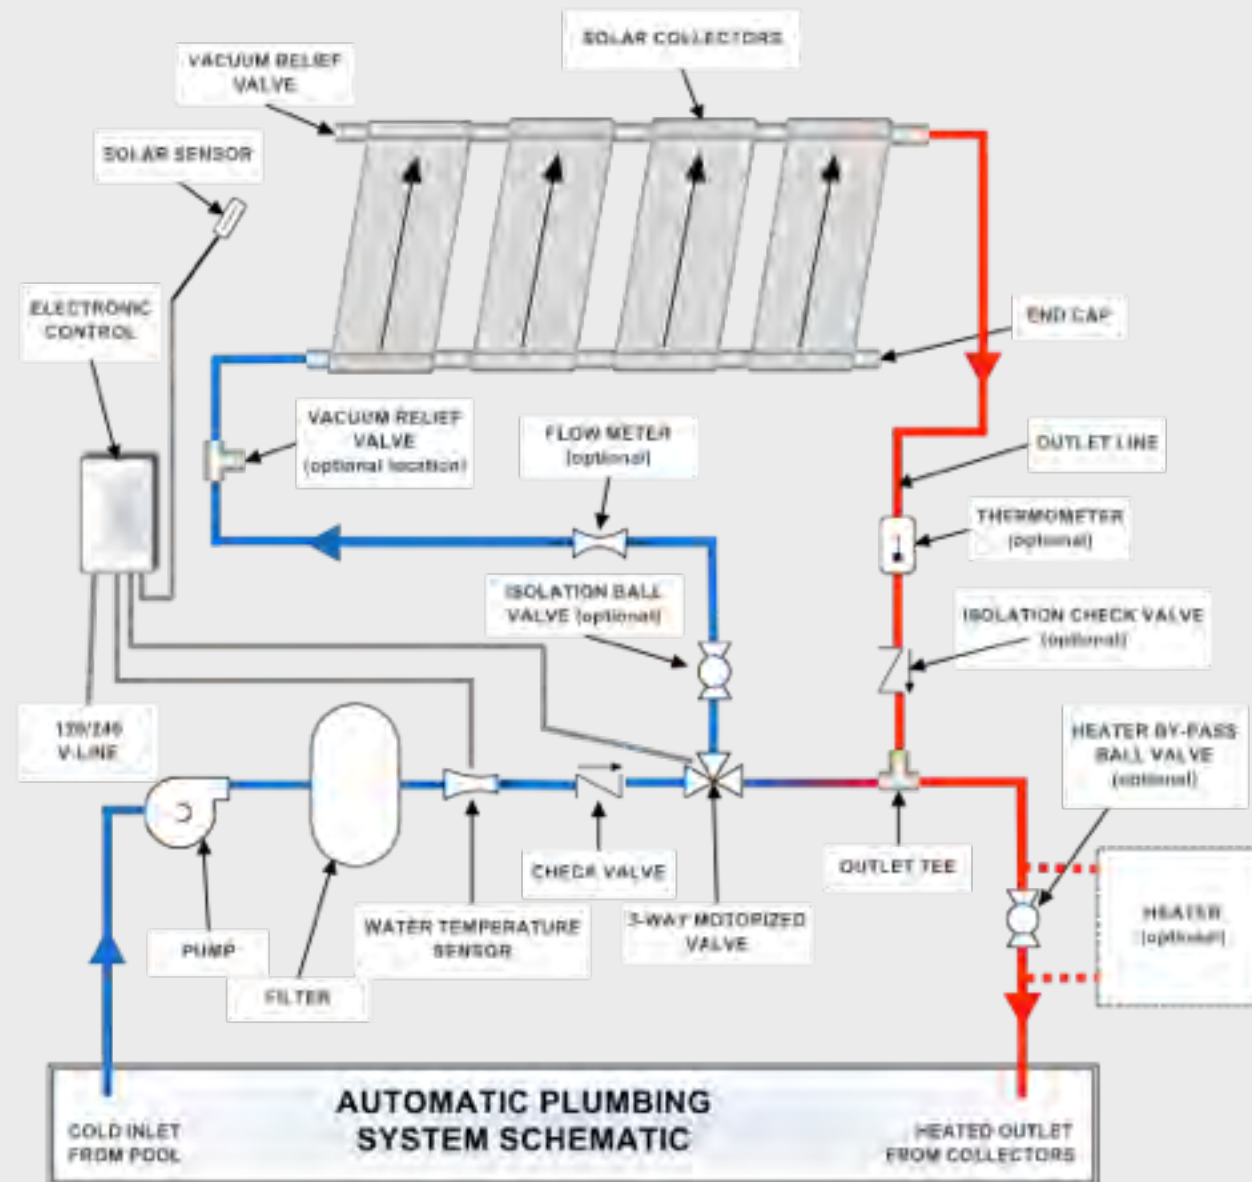 SOLAR COLLECTORS
VACUUM RELIEF
VALVE
SOLAR SENSOR
ELECTRONIC
CONTROL
END CAP
VACUUM RELIEF
VALVE
(optional location)
FLOW METER
(optional)
OUTLET LINE
THERMOMETER
(optional)
ISOLATION BALL
VALVE (optional)
ISOLATION CHECK VALVE
(optional)
V-LINE
HEATER BY-PASS
BALL VALVE
(optional)
CHECK VALVE
OUTLET TEE
WATER TEMPERATURE
SENSOR
3-WAY MOTORIZED
VALVE
HEATER
(optional)
PUMP
FILTER
AUTOMATIC PLUMBING
SYSTEM SCHEMATIC
COLD INLET
FROM POOL
HEATED OUTLET
FROM COLLECTORS